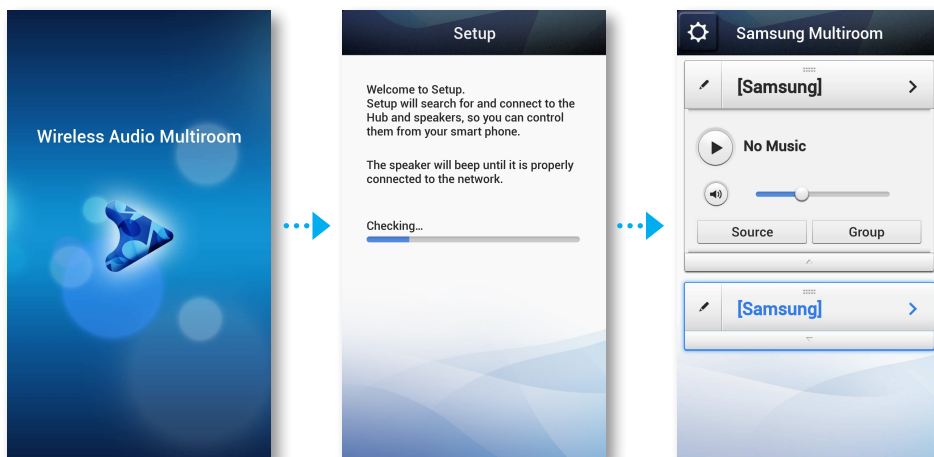 Wireless Audio Multiroom
Setup
Welcome to Setup.
Setup will search for and connect to the
Hub and speakers, so you can control
them from your smart phone.
The speaker will beep until it is properly
connected to the network.
Checking...
Samsung Multiroom
[Samsung]
No Music
Source Group
[Samsung]